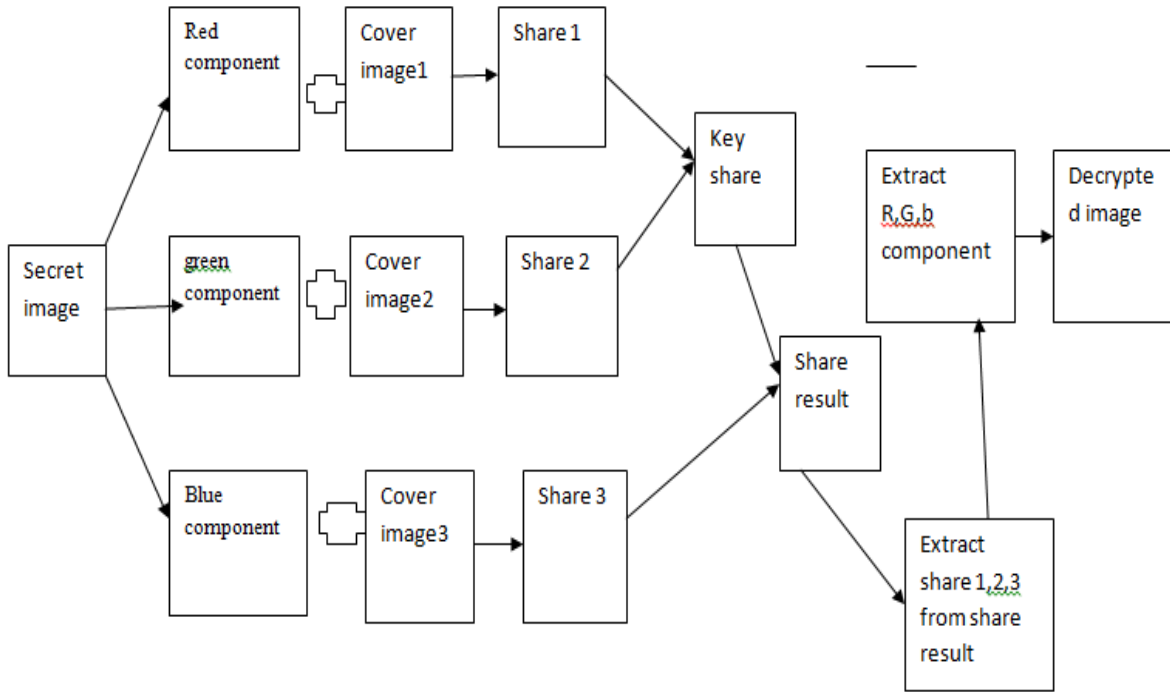 Red
component
Cover
image1
Share 1
Key
share
Extract
R,G,b
component
Decrypte
d image
Secret
image
green
component
Cover
image2
Share 2
Share
result
Blue
component
Cover
image3
Share 3
Extract
share 1,2,3
from share
result